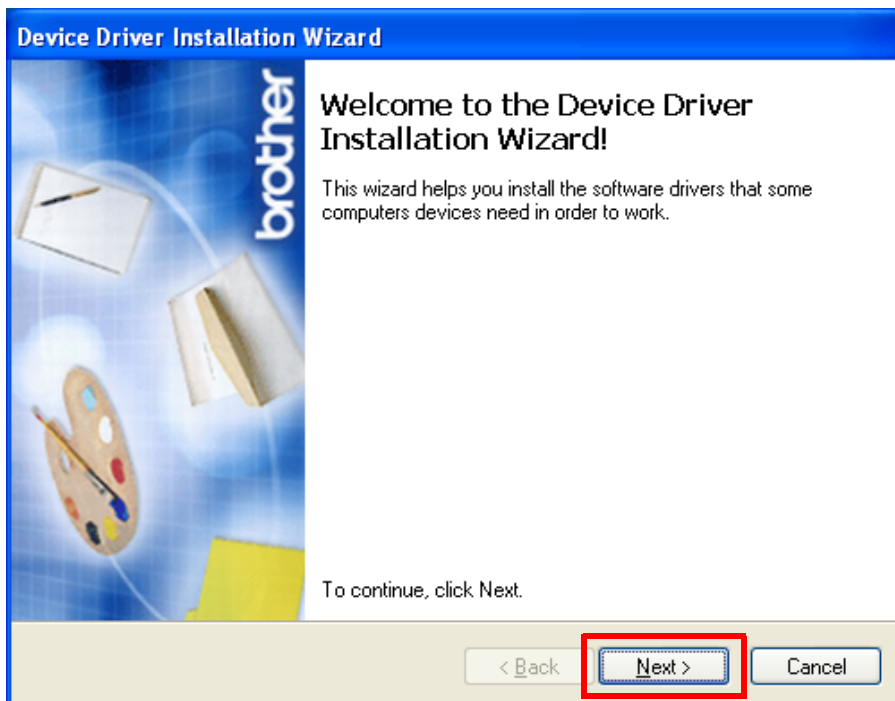 Device Driver Installation Wizard
brother
Welcome to the Device Driver
Installation Wizard!
This wizard helps you install the software drivers that some
computers devices need in order to work.
To continue, click Next.
< Back
Next >
Cancel